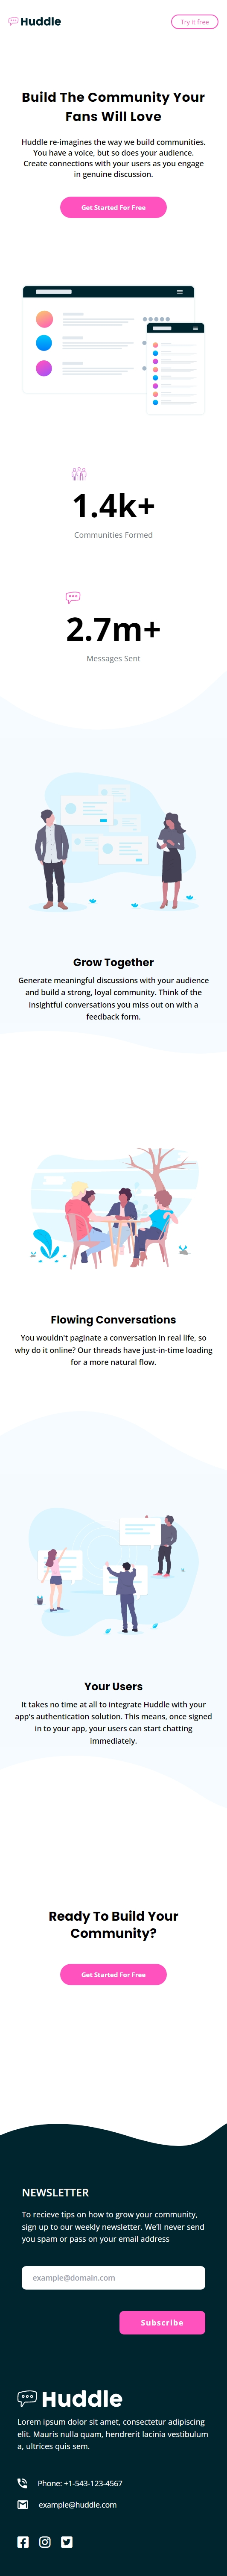 Huddle
Try it free
Build The Community Your
Fans Will Love
Huddle re-imagines the way we build communities.
You have a voice, but so does your audience.
Create connections with your users as you engage
in genuine discussion.
Get Started For Free
1.4k+
Communities Formed
2.7m+
Messages Sent
Grow Together
Generate meaningful discussions with your audience
and build a strong, loyal community. Think of the
insightful conversations you miss out on with a
feedback form.
Flowing Conversations
You wouldn't paginate a conversation in real life, so
why do it online? Our threads have just-in-time loading
for a more natural flow.
Your Users
It takes no time at all to integrate Huddle with your
app's authentication solution. This means, once signed
in to your app, your users can start chatting
immediately.
Ready To Build Your
Community?
Get Started For Free
NEWSLETTER
To recieve tips on how to grow your community,
sign up to our weekly newsletter. We'll never send
you spam or pass on your email address
example@domain.com
Subscribe
Huddle
Lorem ipsum dolor sit amet, consectetur adipiscing
elit. Mauris nulla quam, hendrerit lacinia vestibulum
a, ultrices quis sem.
Phone: +1-543-123-4567
example@huddle.com